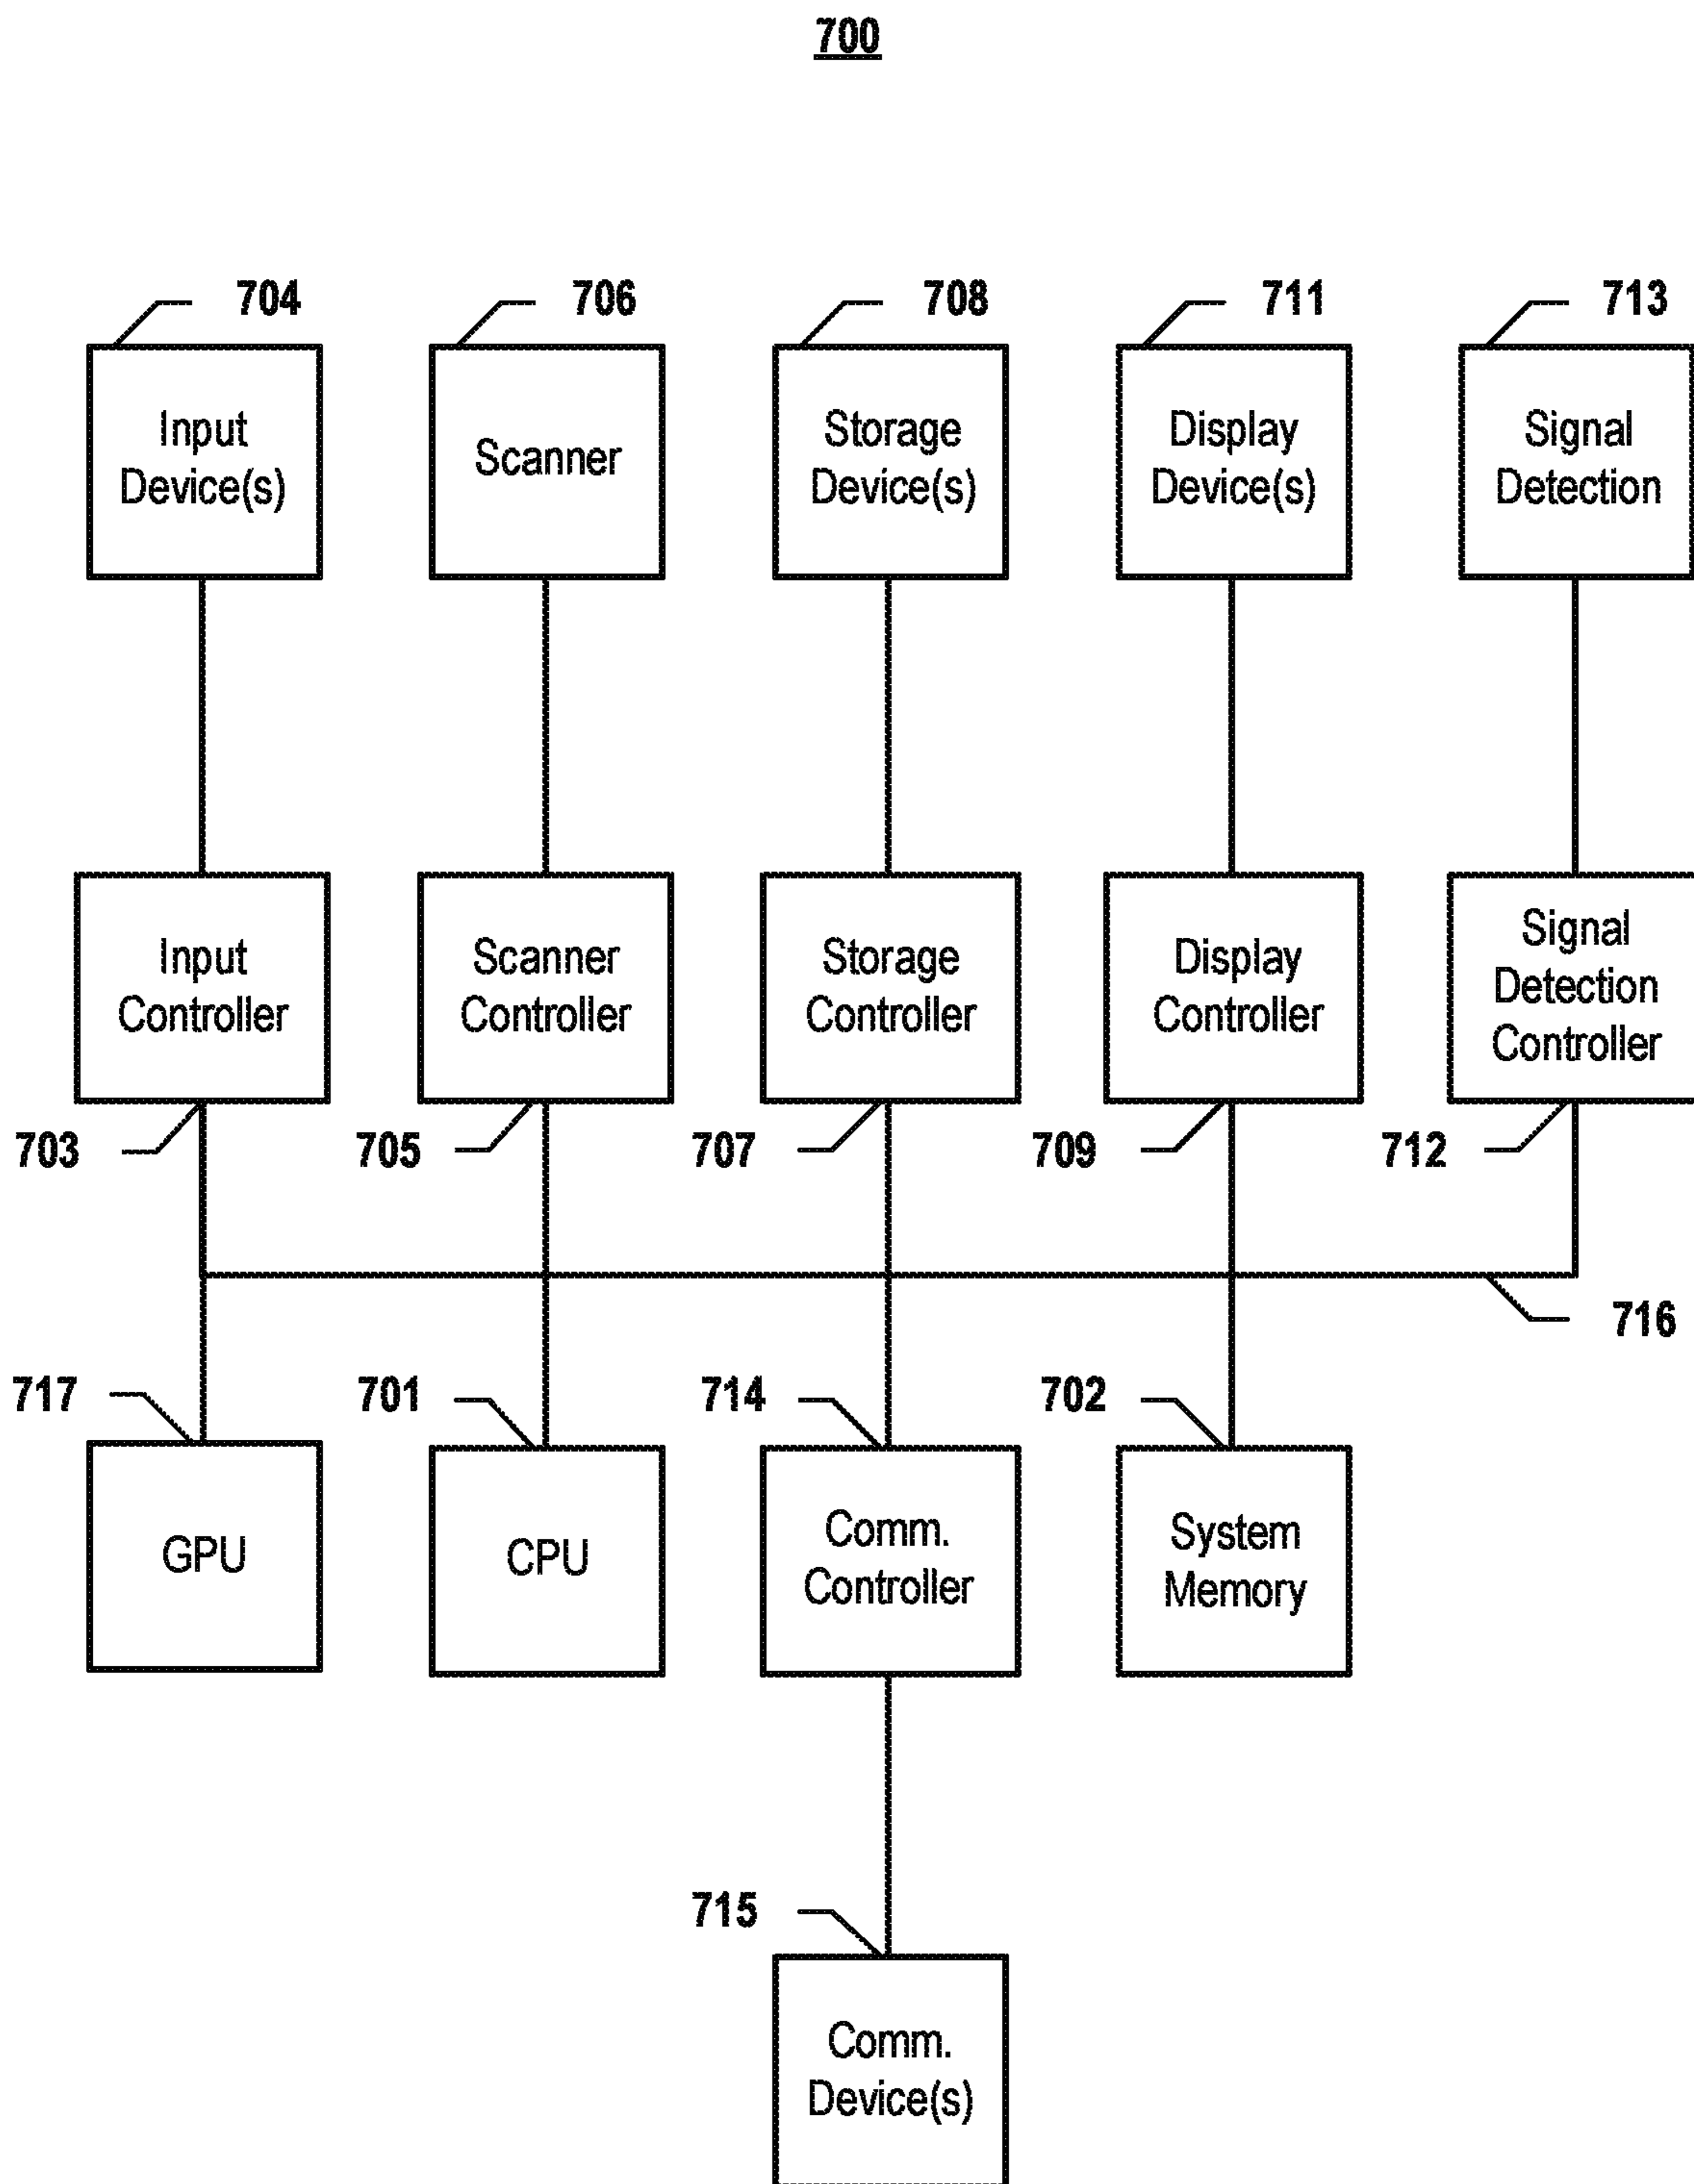 700
704
706
708
711
713
Input
Device(s)
Scanner
Storage
Device(s)
Display
Device(s)
Signal
Detection
Input
Controller
Scanner
Controller
Storage
Controller
Display
Controller
Signal
Detection
Controller
703
705
707
709
712
716
717
701
714
702
GPU
CPU
Comm.
Controller
System
Memory
715
Comm.
Device(s)